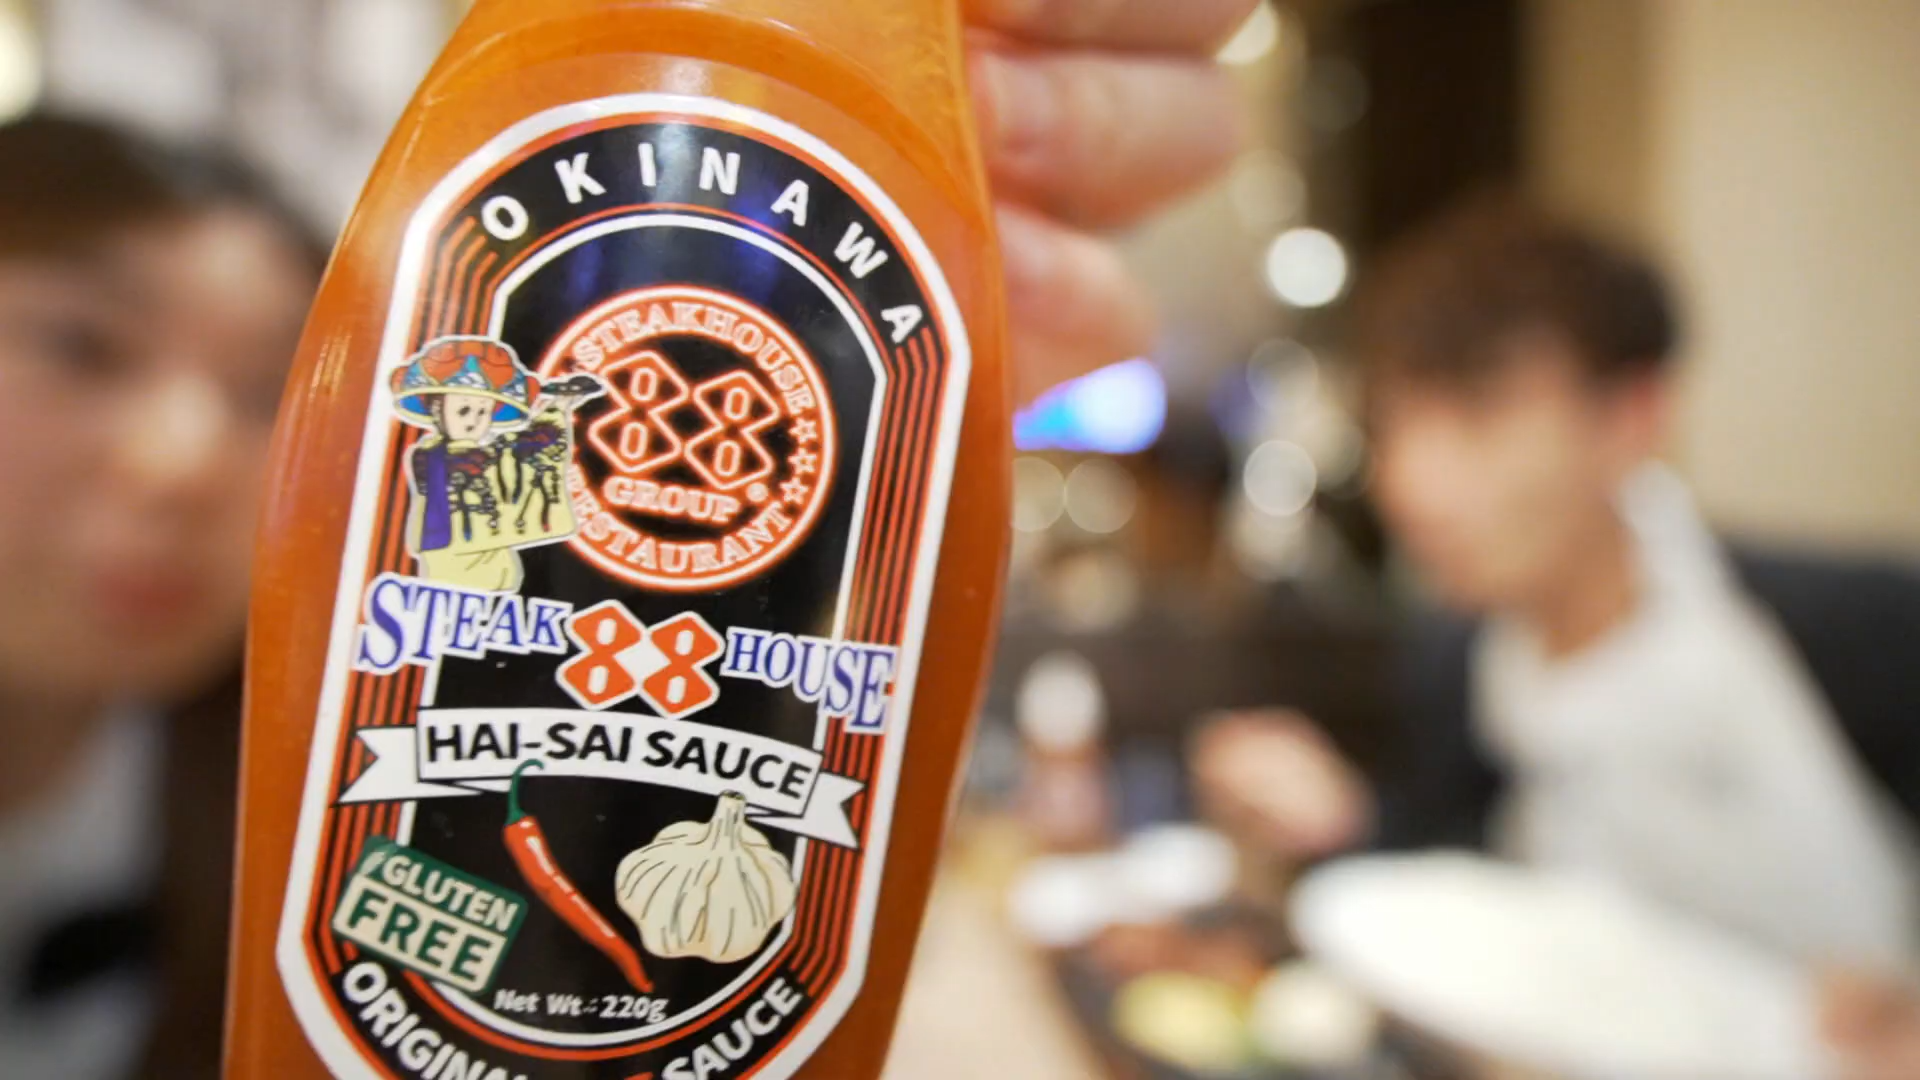 OKINAWA
STEAKHOUSE
88
GROUP®
RESTAURANT
STEAK 88 HOUSE
HAI-SAI SAUCE
GLUTEN
FREE
Net Wt.:220g
ORIGINAL SAUCE